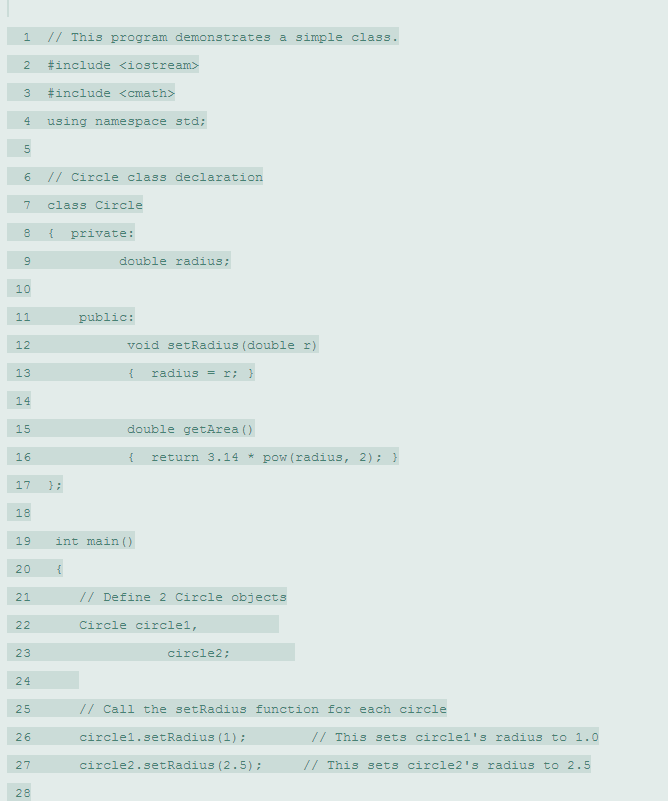 1 // This program demonstrates a simple class.
2 #include <iostream>
3 #include <cmath>
4 using namespace std;
5
6 // Circle class declaration
7 class Circle
8 { private:
9 double radius;
10
11 public:
12 void setRadius(double r)
13 { radius = r; }
14
15 double getArea()
16 { return 3.14 * pow(radius, 2); }
17 };
18
19 int main()
20 {
21 // Define 2 Circle objects
22 Circle circle1,
23 circle2;
24
25 // Call the setRadius function for each circle
26 circle1.setRadius(1); // This sets circle1's radius to 1.0
27 circle2.setRadius(2.5); // This sets circle2's radius to 2.5
28